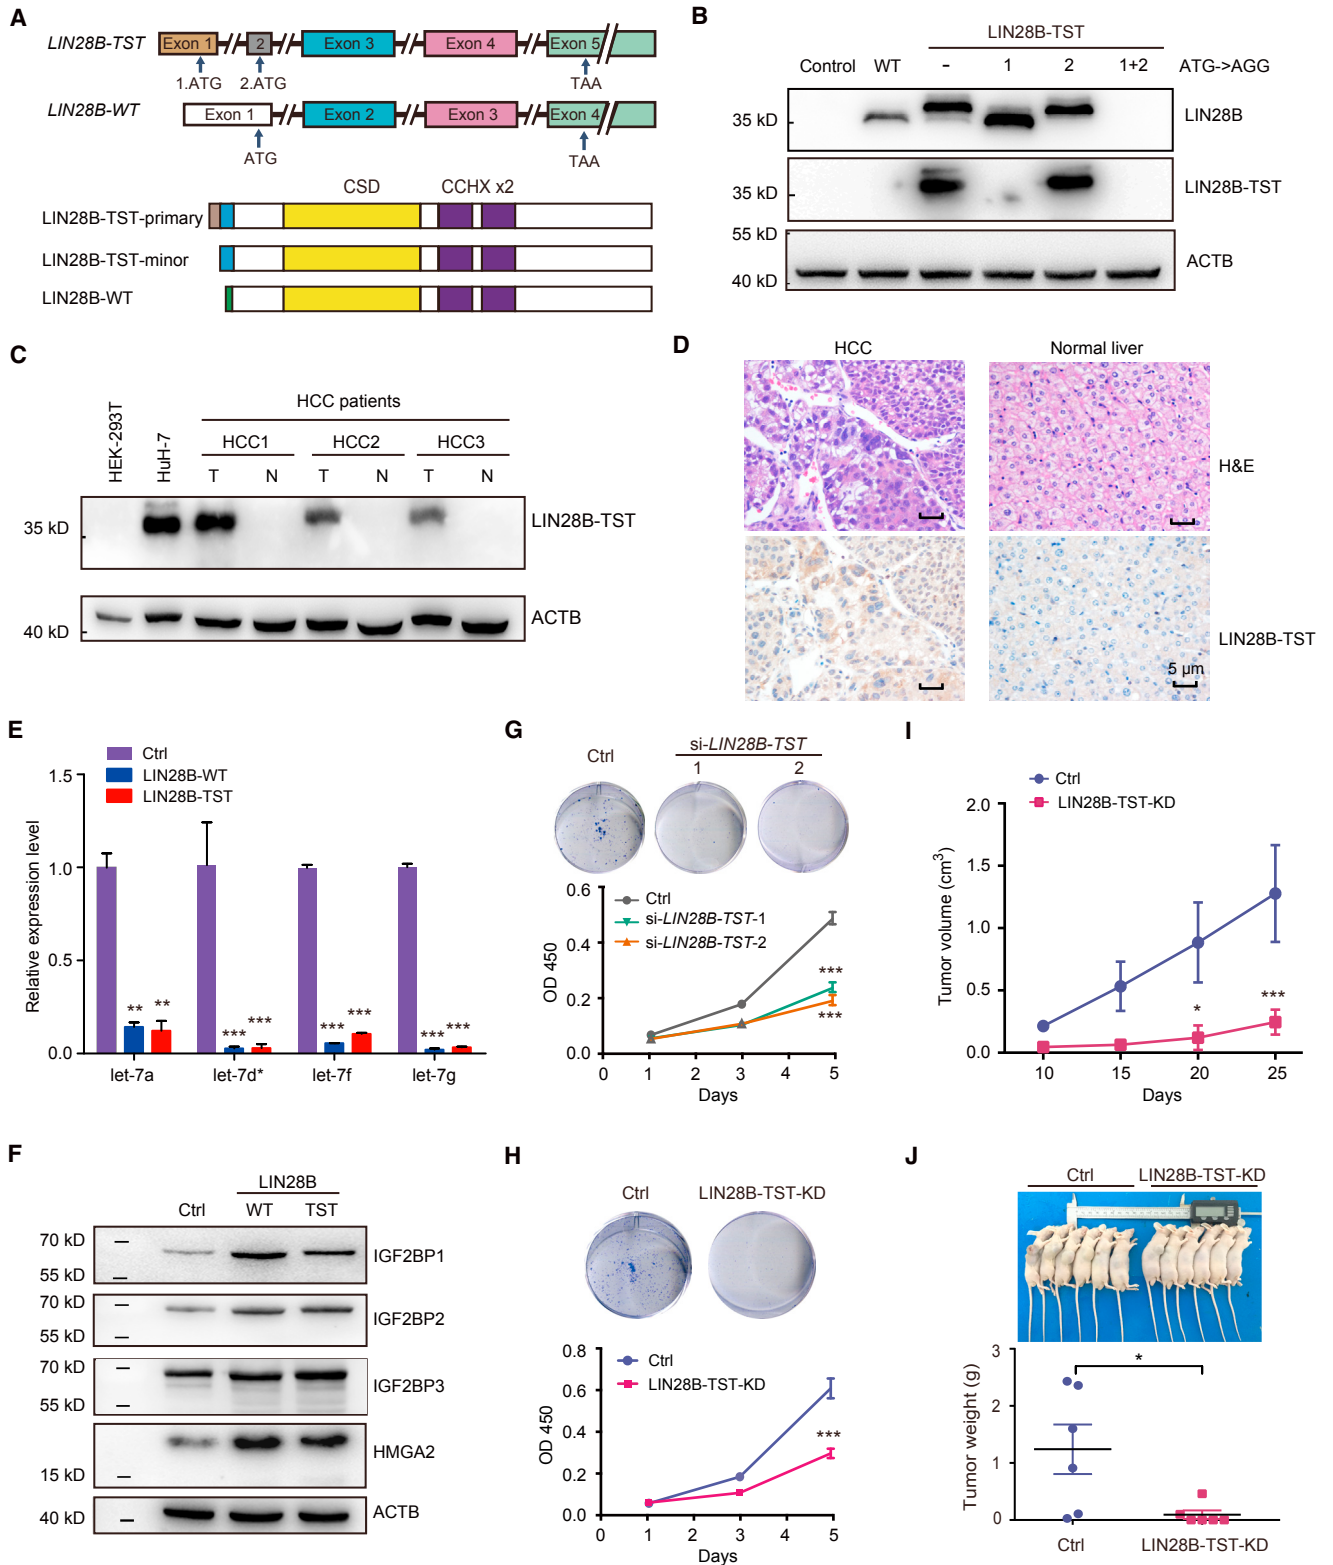 A
LIN28B-TST
Exon 1
2
Exon 3
Exon 4
Exon 5
1.ATG
2.ATG
TAA
LIN28B-WT
Exon 1
Exon 2
Exon 3
Exon 4
ATG
TAA
CSD
CCHX x2
LIN28B-TST-primary
LIN28B-TST-minor
LIN28B-WT
B
LIN28B-TST
Control WT - 1 2 1+2 ATG->AGG
35 kD
LIN28B
35 kD
LIN28B-TST
55 kD
40 kD
ACTB
C
HEK-293T
HuH-7
HCC patients
HCC1 HCC2 HCC3
T N T N T N
35 kD
LIN28B-TST
40 kD
ACTB
D
HCC
Normal liver
H&E
LIN28B-TST
5 μm
E
Ctrl
LIN28B-WT
LIN28B-TST
Relative expression level
1.5
1.0
0.5
0.0
** **
*** ***
*** ***
*** ***
let-7a let-7d* let-7f let-7g
F
LIN28B
Ctrl WT TST
70 kD
55 kD
IGF2BP1
70 kD
55 kD
IGF2BP2
70 kD
55 kD
IGF2BP3
15 kD
HMGA2
40 kD
ACTB
G
Ctrl
si-LIN28B-TST
1 2
Ctrl
si-LIN28B-TST-1
si-LIN28B-TST-2
OD 450
0.6
0.4
0.2
0.0
***
***
0 1 2 3 4 5
Days
H
Ctrl
LIN28B-TST-KD
Ctrl
LIN28B-TST-KD
OD 450
0.8
0.6
0.4
0.2
0.0
***
0 1 2 3 4 5
Days
I
Ctrl
LIN28B-TST-KD
Tumor volume (cm³)
2.0
1.5
1.0
0.5
0.0
*
***
10 15 20 25
Days
J
Ctrl
LIN28B-TST-KD
Tumor weight (g)
3
2
1
0
*
Ctrl
LIN28B-TST-KD